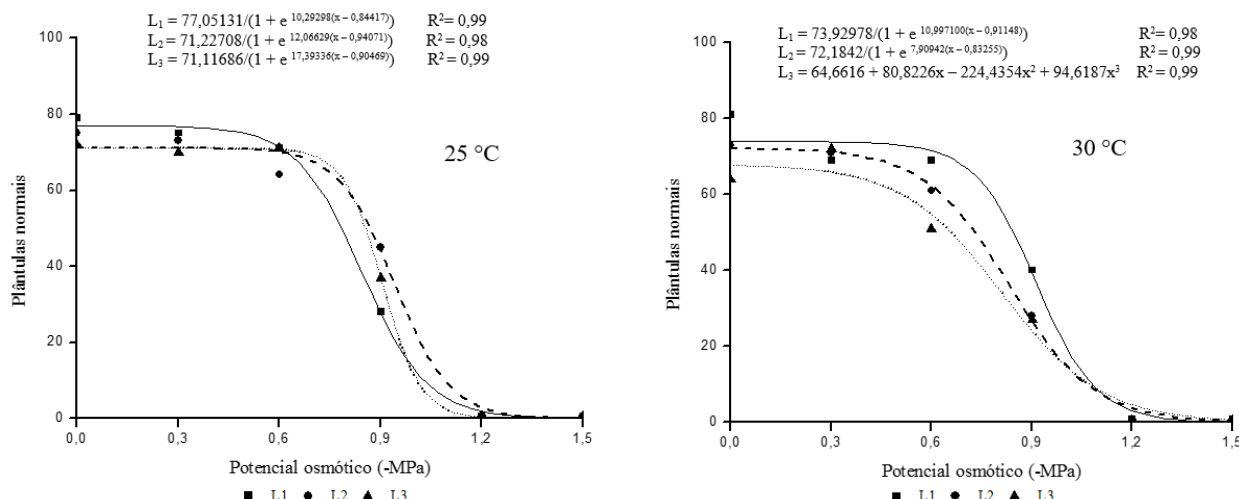 L₁ = 77,05131/(1 + e ^10,29298(x – 0,84417)) R² = 0,99
L₂ = 71,22708/(1 + e ^12,06629(x – 0,94071)) R² = 0,98
L₃ = 71,11686/(1 + e ^17,39336(x – 0,90469)) R² = 0,99
100
80
60
40
20
0
Plântulas normais
25 °C
0,0 0,3 0,6 0,9 1,2 1,5
Potencial osmótico (-MPa)
■ L1 ● L2 ▲ L3
L₁ = 73,92978/(1 + e ^10,997100(x – 0,91148)) R² = 0,98
L₂ = 72,1842/(1 + e ^7,90942(x – 0,83255)) R² = 0,99
L₃ = 64,6616 + 80,8226x – 224,4354x² + 94,6187x³ R² = 0,99
100
80
60
40
20
0
Plântulas normais
30 °C
0,0 0,3 0,6 0,9 1,2 1,5
Potencial osmótico (-MPa)
■ L1 ● L2 ▲ L3